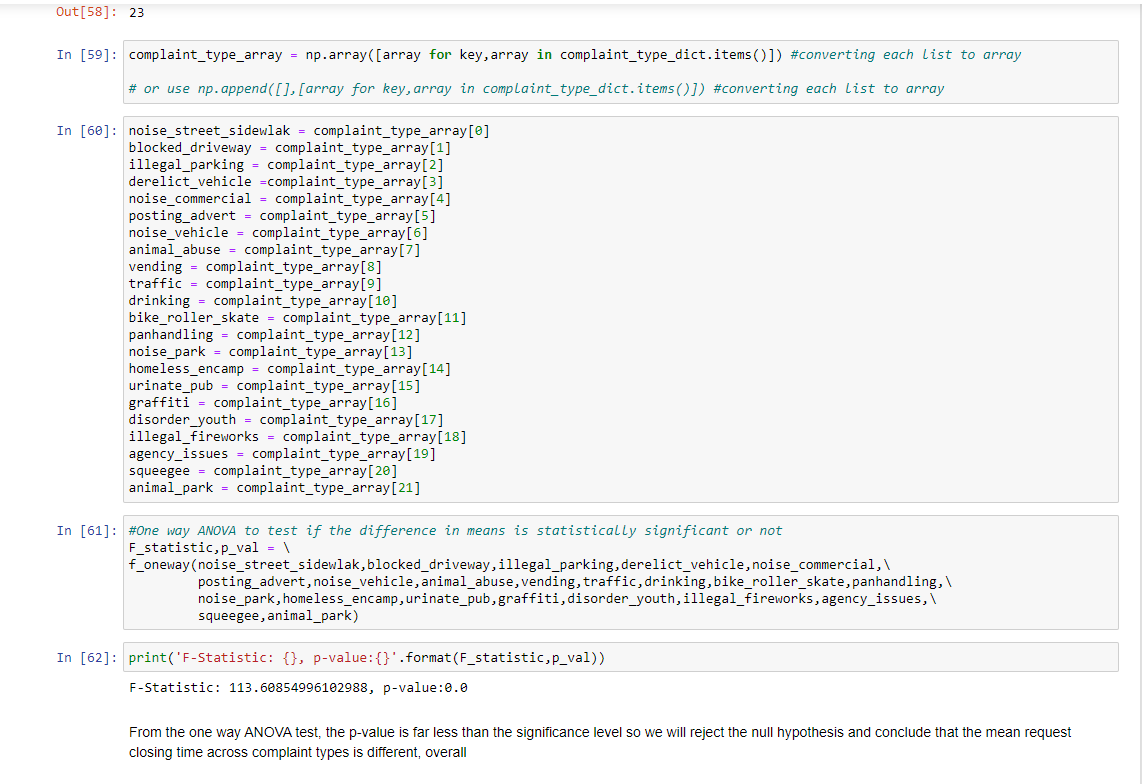 Out[58]: 23
In [59]: complaint_type_array = np.array([array for key,array in complaint_type_dict.items()]) #converting each list to array
# or use np.append([],[array for key,array in complaint_type_dict.items()]) #converting each list to array
In [60]: noise_street_sidewlak = complaint_type_array[0]
blocked_driveway = complaint_type_array[1]
illegal_parking = complaint_type_array[2]
derelict_vehicle =complaint_type_array[3]
noise_commercial = complaint_type_array[4]
posting_advert = complaint_type_array[5]
noise_vehicle = complaint_type_array[6]
animal_abuse = complaint_type_array[7]
vending = complaint_type_array[8]
traffic = complaint_type_array[9]
drinking = complaint_type_array[10]
bike_roller_skate = complaint_type_array[11]
panhandling = complaint_type_array[12]
noise_park = complaint_type_array[13]
homeless_encamp = complaint_type_array[14]
urinate_pub = complaint_type_array[15]
graffiti = complaint_type_array[16]
disorder_youth = complaint_type_array[17]
illegal_fireworks = complaint_type_array[18]
agency_issues = complaint_type_array[19]
squeegee = complaint_type_array[20]
animal_park = complaint_type_array[21]
In [61]: #One way ANOVA to test if the difference in means is statistically significant or not
F_statistic,p_val = \
f_oneway(noise_street_sidewlak,blocked_driveway,illegal_parking,derelict_vehicle,noise_commercial,\
posting_advert,noise_vehicle,animal_abuse,vending,traffic,drinking,bike_roller_skate,panhandling,\
noise_park,homeless_encamp,urinate_pub,graffiti,disorder_youth,illegal_fireworks,agency_issues,\
squeegee,animal_park)
In [62]: print('F-Statistic: {}, p-value:{}'.format(F_statistic,p_val))
F-Statistic: 113.60854996102988, p-value:0.0
From the one way ANOVA test, the p-value is far less than the significance level so we will reject the null hypothesis and conclude that the mean request
closing time across complaint types is different, overall